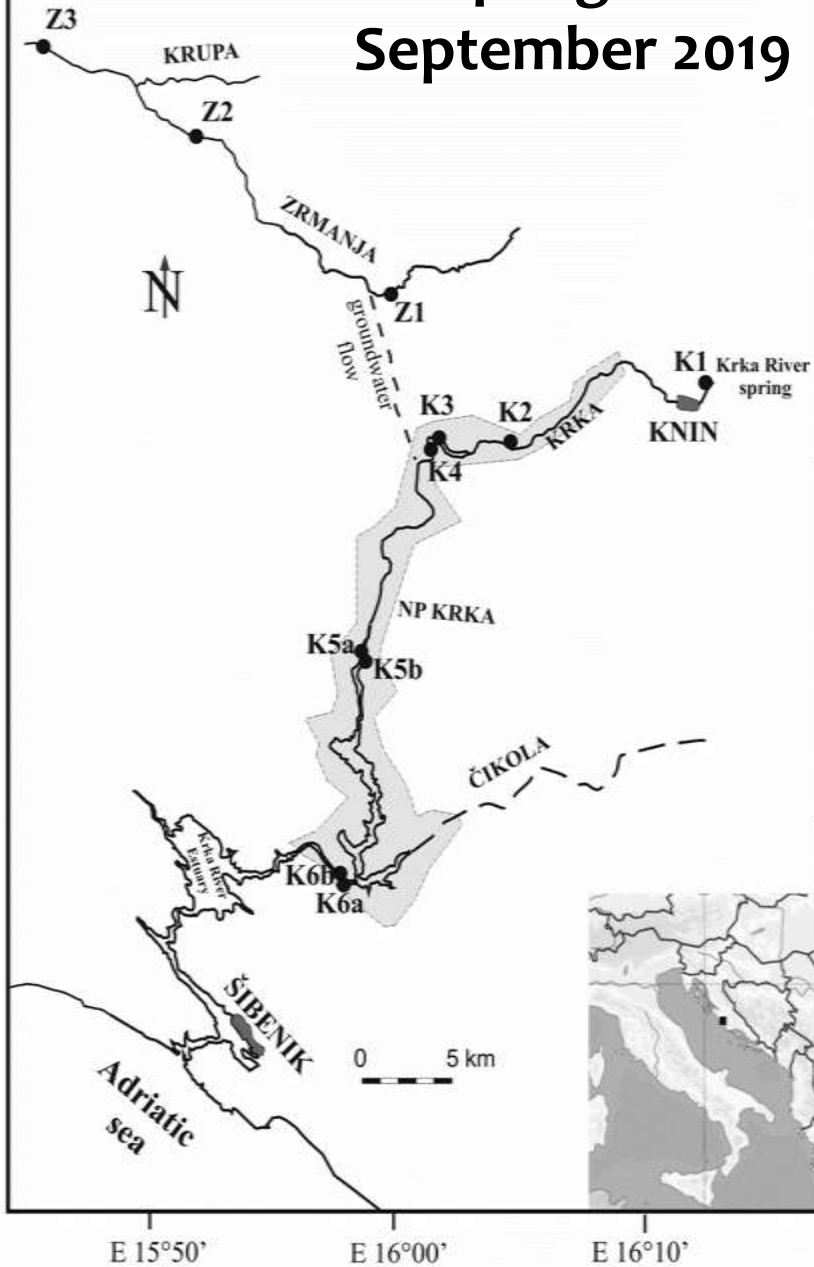 September 2019
Z3
KRUPA
Z2
ZRMANJA
N
Z1
groundwater
flow
K1
Krka River
spring
K3
K2
KRKA
KNIN
K4
NP KRKA
K5a
K5b
ČIKOLA
Krka River
Estuary
K6b
K6a
ŠIBENIK
0
5 km
Adriatic
sea
E 15°50’
E 16°00’
E 16°10’